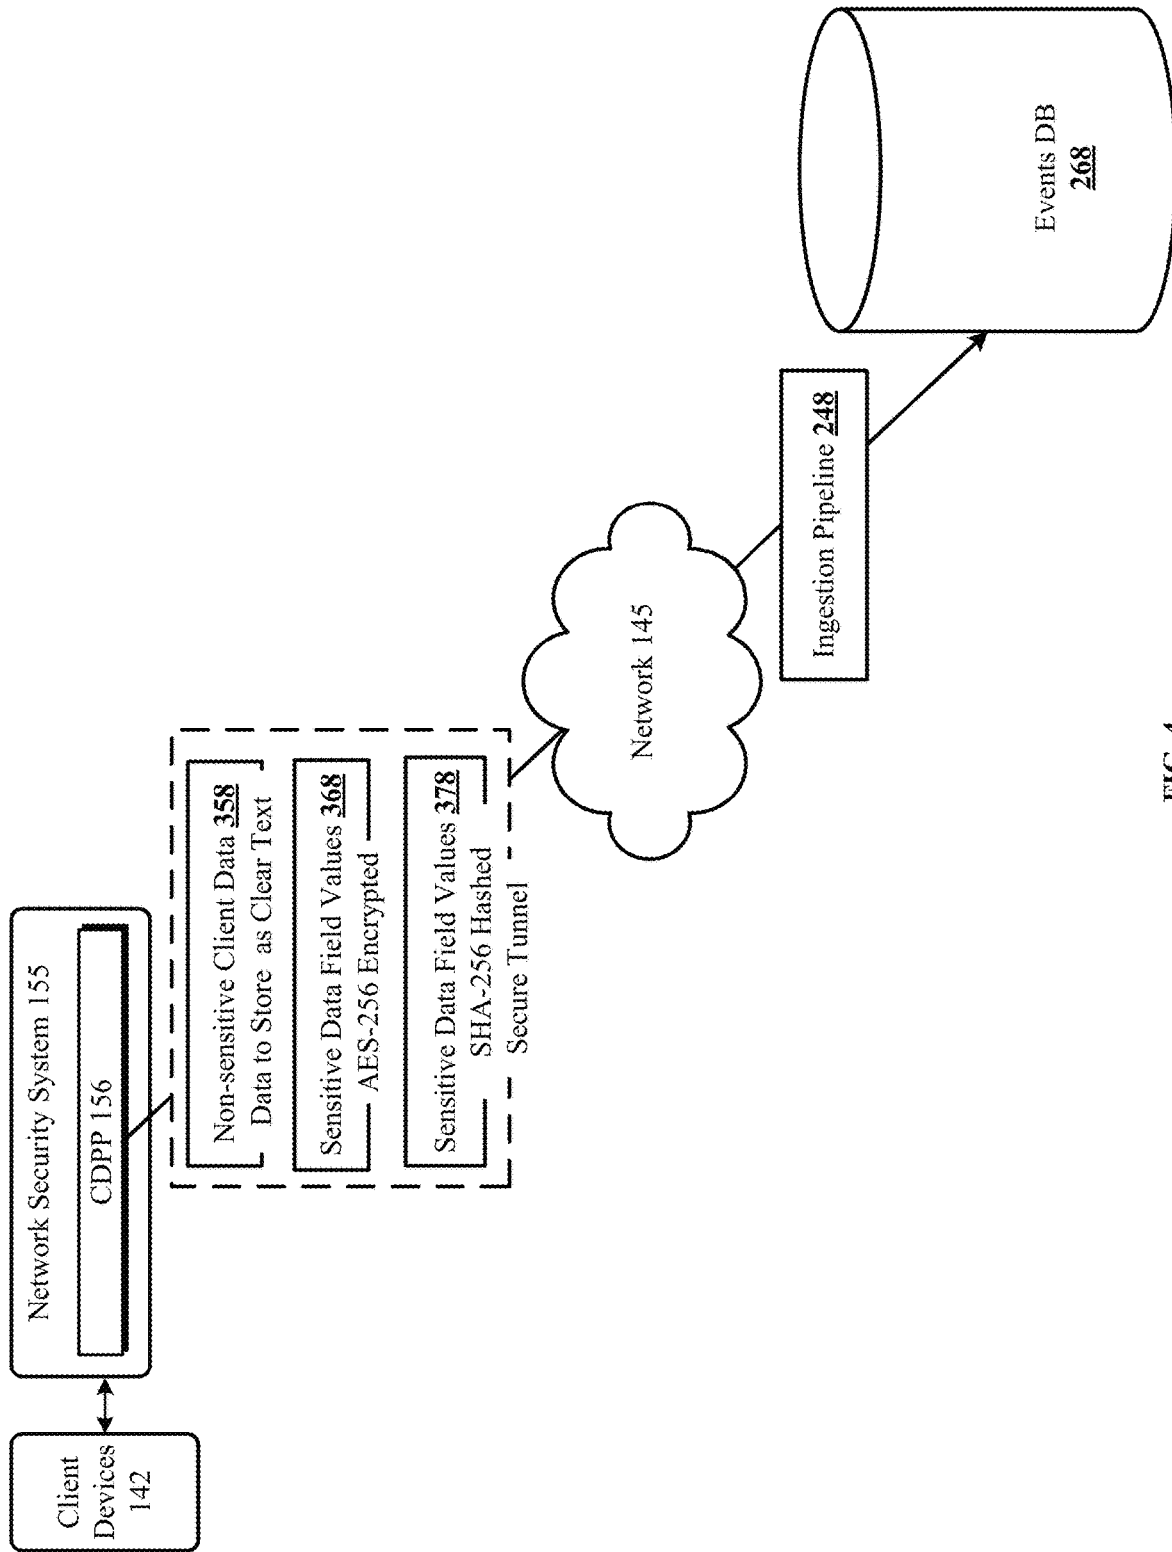 Client
Devices
142
Network Security System 155
CDPP 156
Non-sensitive Client Data 358
Data to Store as Clear Text
Sensitive Data Field Values 368
AES-256 Encrypted
Sensitive Data Field Values 378
SHA-256 Hashed
Secure Tunnel
Network 145
Ingestion Pipeline 248
Events DB
268